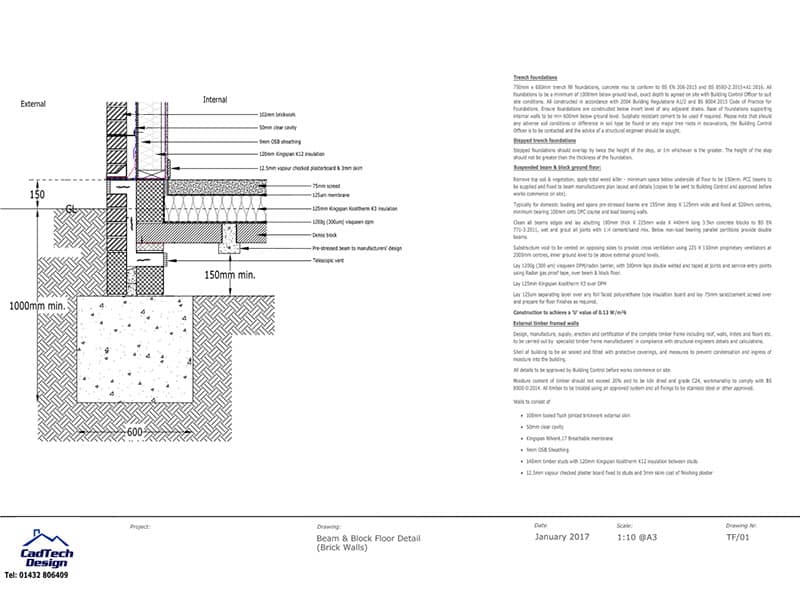 External
Internal
102mm brickwork
50mm clear cavity
9mm OSB sheathing
120mm Kingspan K12 insulation
12.5mm vapour checked plasterboard & 3mm skim
75mm screed
125um membrane
125mm Kingspan Kooltherm K3 insulation
1200g (300um) visqueen dpm
Dense block
Pre-stressed beam to manufacturers' design
Telescopic vent
150
GL
150mm min.
1000mm min.
600
Trench foundations
foundations to be a minimum of 1000mm below ground level, exact depth to agreed on site with Building Control Officer to suit
site conditions. All constructed in accordance with 2004 Building Regulations A1/2 and BS 8004:2015 Code of Practice for
Foundations. Ensure foundations are constructed below invert level of any adjacent drains. Base of foundations supporting
internal walls to be min 600mm below ground level. Sulphate resistant cement to be used if required. Please note that should
any adverse soil conditions or difference in soil type be found or any major tree roots in excavations, the Building Control
Officer is to be contacted and the advice of a structural engineer should be sought.
Stepped trench foundations
Stepped foundations should overlap by twice the height of the step, or 1m whichever is the greater. The height of the step
should not be greater than the thickness of the foundation.
Suspended beam & block ground floor:
Remove top soil & vegetation, apply total weed killer - minimum space below underside of floor to be 150mm. PCC beams to
be supplied and fixed to beam manufacturers plan layout and details (copies to be sent to Building Control and approved before
works commence on site).
Typically for domestic loading and spans pre-stressed beams are 155mm deep X 125mm wide and fixed at 520mm centres,
minimum bearing 100mm onto DPC course and load bearing walls.
Clean all beams edges and lay abutting 100mm thick X 225mm wide X 440mm long 3.5kn concrete blocks to BS EN
771-3:2011, wet and grout all joints with 1:4 cement/sand mix. Below non-load bearing partitions provide double
beams.
Substructure void to be vented on opposing sides to provide cross ventilation using 225 X 150mm proprietary ventilators at
2000mm centres, inner ground level to be above external ground levels.
Lay 1200g (300 um) visqueen DPM/radon barrier, with 300mm laps double welted and taped at joints and service entry points
using Radon gas proof tape, over beam & block floor.
Lay 125mm Kingspan Kooltherm K3 over DPM
Lay 125um separating layer over any foil faced polyurethane type insulation board and lay 75mm sand/cement screed over
and prepare for floor finishes as required.
Construction to achieve a 'U' value of 0.13 W/m²k
External timber framed walls
Design, manufacture, supply, erection and certification of the complete timber frame including roof, walls, lintels and floors etc.
to be carried out by specialist timber frame manufacturers' in compliance with structural engineers details and calculations.
Shell of building to be air sealed and fitted with protective coverings, and measures to prevent condensation and ingress of
moisture into the building.
All details to be approved by Building Control before works commence on site.
Moisture content of timber should not exceed 20% and to be kiln dried and grade C24, workmanship to comply with BS
8000-5:2014. All timber to be treated using an approved system and all fixings to be stainless steel or other approved.
Walls to consist of
• 100mm tooled flush jointed brickwork external skin
• 50mm clear cavity
• Kingspan Nilvent.17 Breathable membrane
• 9mm OSB Sheathing
• 140mm timber studs with 120mm Kingspan Kooltherm K12 insulation between studs
• 12.5mm vapour checked plaster board fixed to studs and 3mm skim coat of finishing plaster
CadTech
Design
Tel: 01432 806409
Project:
Drawing:
Beam & Block Floor Detail
(Brick Walls)
Date:
January 2017
Scale:
1:10 @A3
Drawing Nr:
TF/01